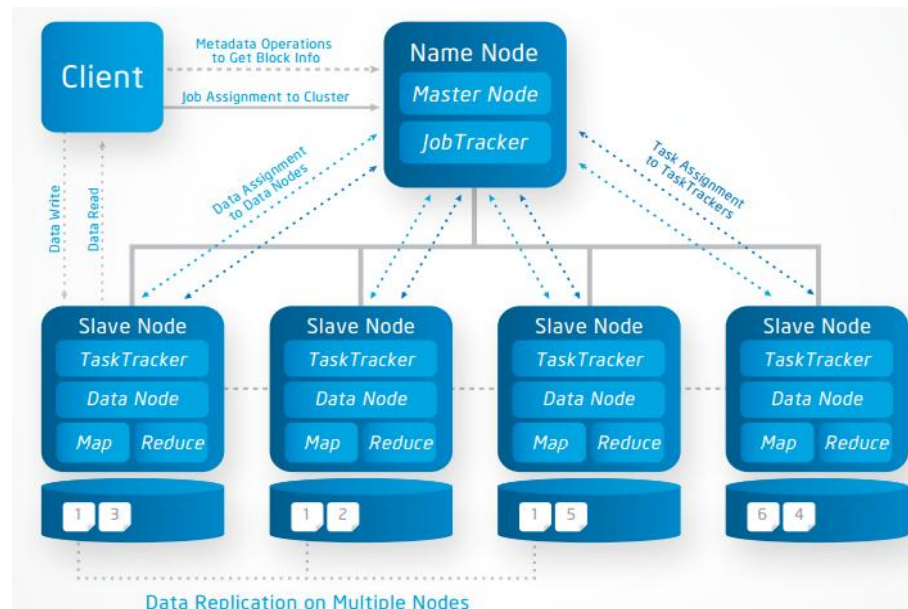 Client
Metadata Operations
to Get Block Info
Job Assignment to Cluster
Name Node
Master Node
JobTracker
Data Write
Data Read
Data Assignment
to Data Nodes
Task Assignment
to TaskTrackers
Slave Node
TaskTracker
Data Node
Map Reduce
1 3
Slave Node
TaskTracker
Data Node
Map Reduce
1 2
Slave Node
TaskTracker
Data Node
Map Reduce
1 5
Slave Node
TaskTracker
Data Node
Map Reduce
6 4
Data Replication on Multiple Nodes